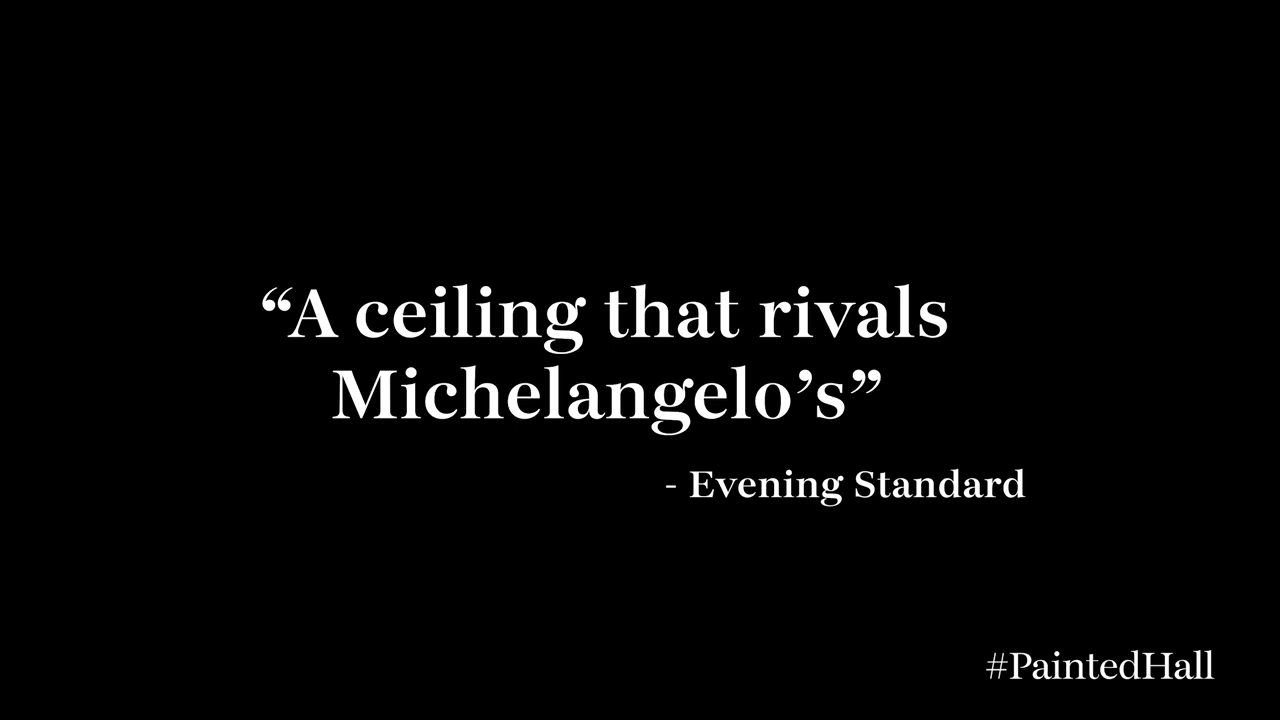 “A ceiling that rivals
Michelangelo’s”
- Evening Standard
#PaintedHall